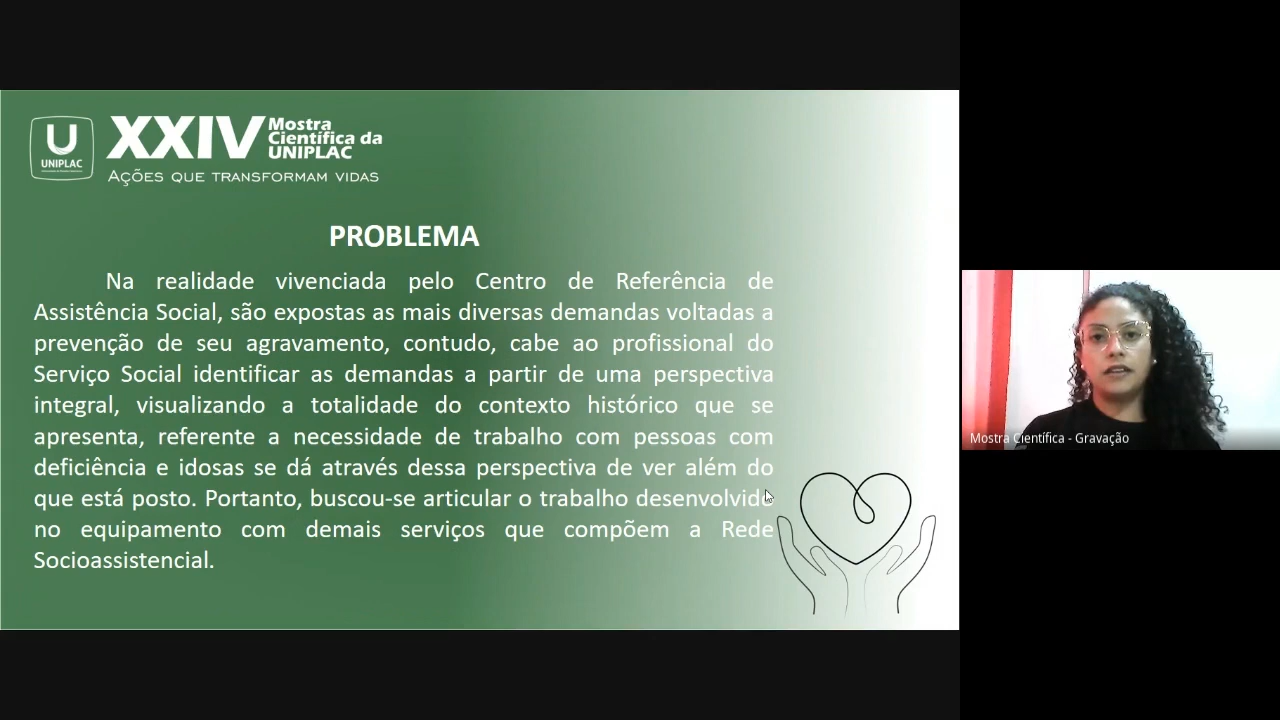 U
UNIPLAC
XXIV Mostra
Científica da
UNIPLAC
AÇÕES QUE TRANSFORMAM VIDAS
PROBLEMA
Na realidade vivenciada pelo Centro de Referência de
Assistência Social, são expostas as mais diversas demandas voltadas a
prevenção de seu agravamento, contudo, cabe ao profissional do
Serviço Social identificar as demandas a partir de uma perspectiva
integral, visualizando a totalidade do contexto histórico que se
apresenta, referente a necessidade de trabalho com pessoas com
deficiência e idosas se dá através dessa perspectiva de ver além do
que está posto. Portanto, buscou-se articular o trabalho desenvolvido
no equipamento com demais serviços que compõem a Rede
Socioassistencial.
Mostra Científica - Gravação